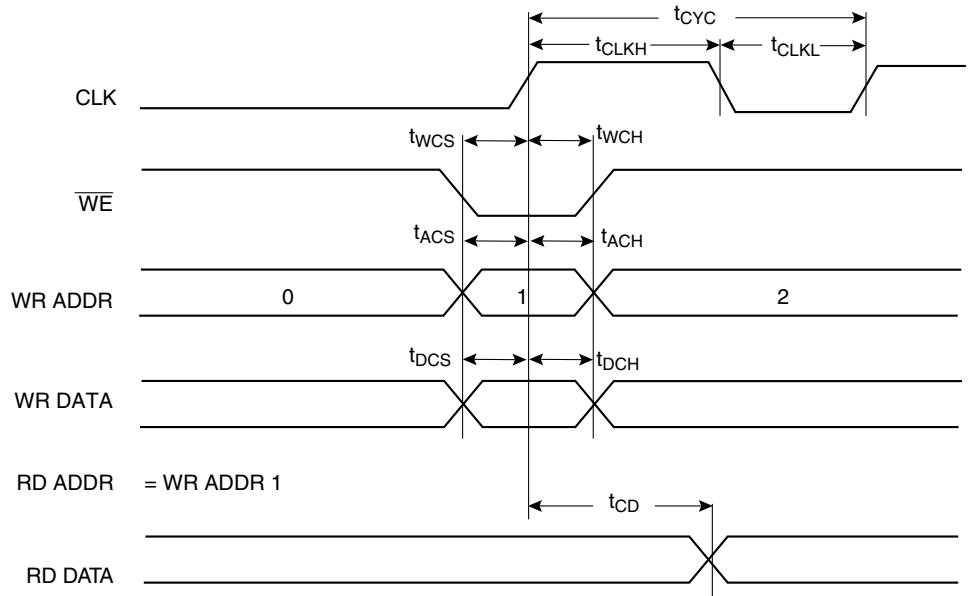 tCYC
tCLKH tCLKL
CLK
tWCS tWCH
WE
tACS tACH
WR ADDR 0 1 2
tDCS tDCH
WR DATA
RD ADDR = WR ADDR 1
tCD
RD DATA